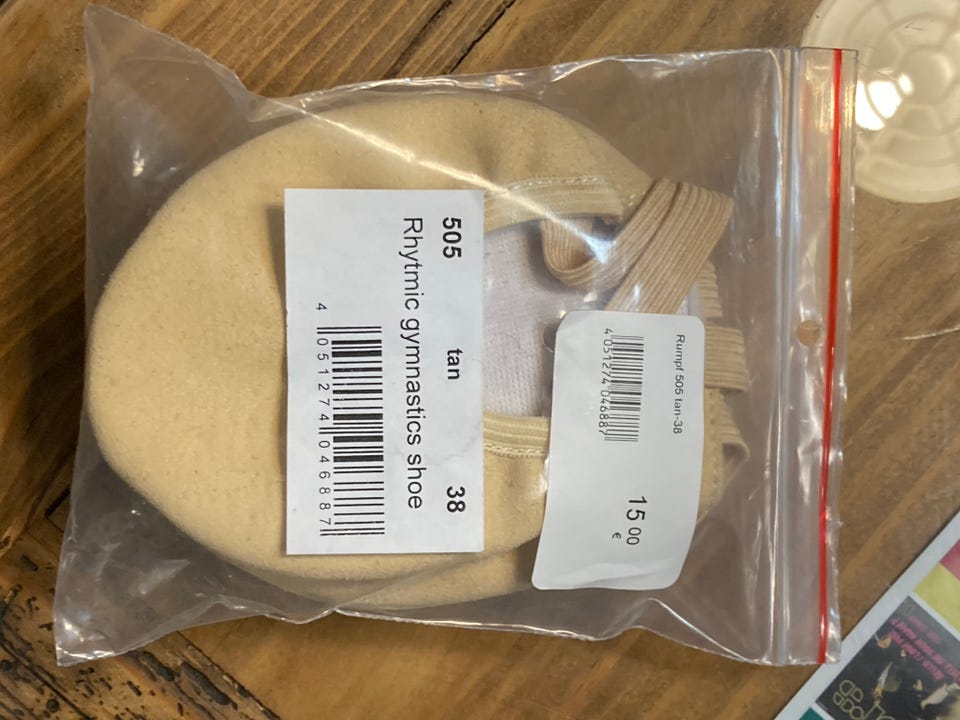 505 tan 38
Rhytmic gymnastics shoe
4 051274 046887
Rumpf 505 tan-38
4 051274 046887
15 00
€